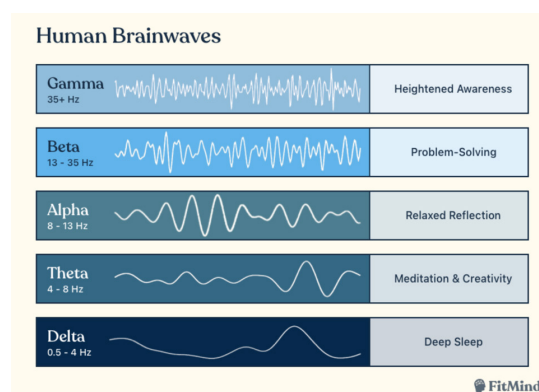 Human Brainwaves
Gamma
35+ Hz
Heightened Awareness
Beta
13 - 35 Hz
Problem-Solving
Alpha
8 - 13 Hz
Relaxed Reflection
Theta
4 - 8 Hz
Meditation & Creativity
Delta
0.5 - 4 Hz
Deep Sleep
FitMind